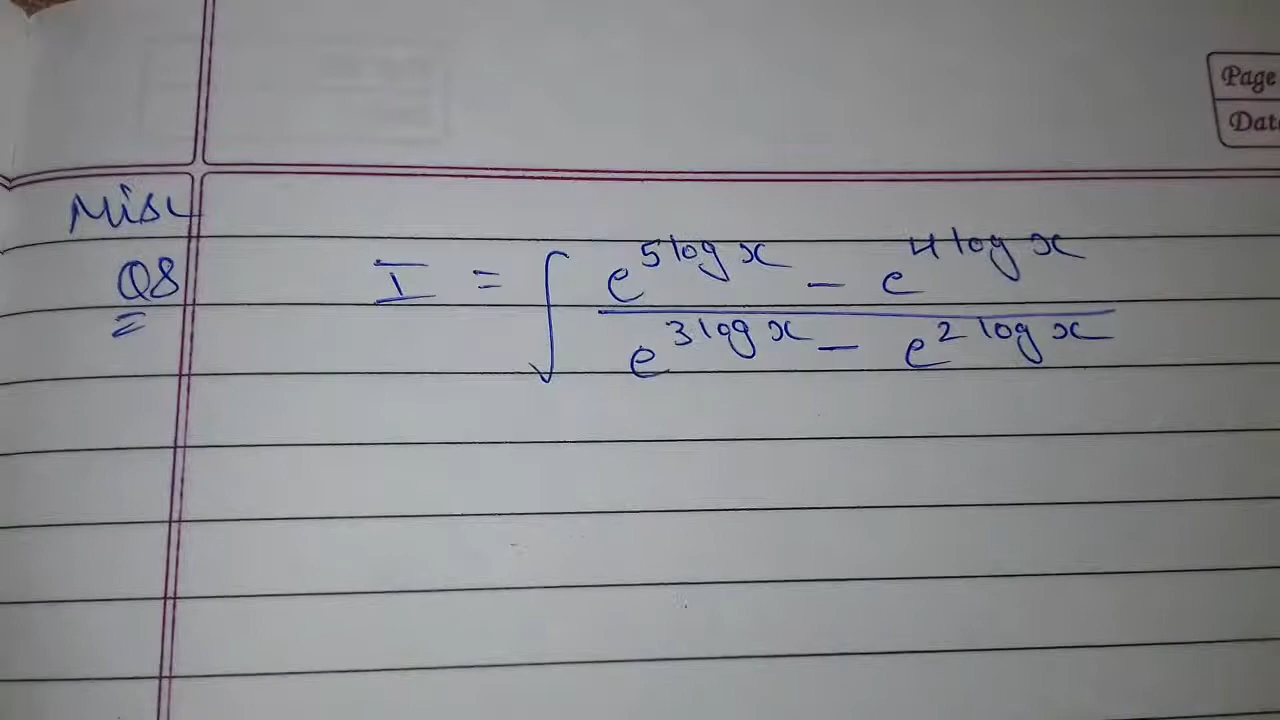 Page
Date
Misc
Q8 I = ∫ (e^{5 log x} - e^{4 log x}) / (e^{3 log x} - e^{2 log x})